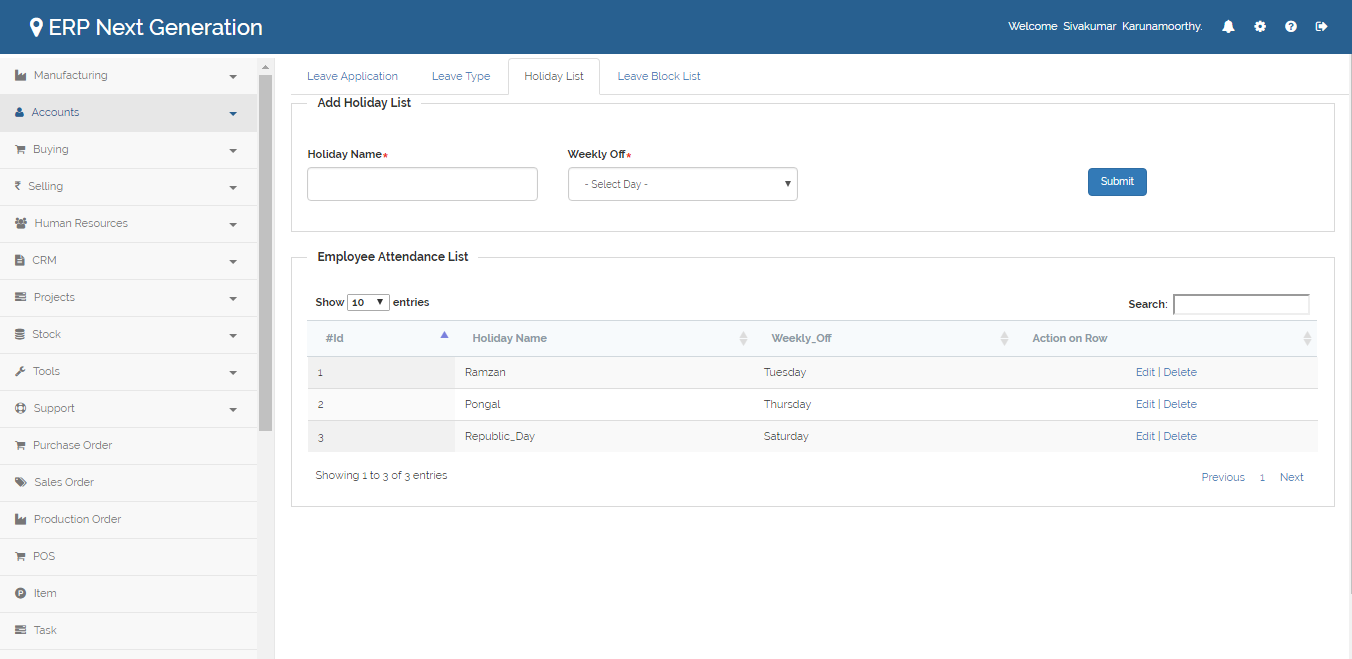 ERP Next Generation
Welcome Sivakumar Karunamoorthy.
Manufacturing
Accounts
Buying
Selling
Human Resources
CRM
Projects
Stock
Tools
Support
Purchase Order
Sales Order
Production Order
POS
Item
Task
Leave Application Leave Type Holiday List Leave Block List
Add Holiday List
Holiday Name* Weekly Off*
- Select Day - Submit
Employee Attendance List
Show 10 entries Search:
#Id Holiday Name Weekly_Off Action on Row
1 Ramzan Tuesday Edit | Delete
2 Pongal Thursday Edit | Delete
3 Republic_Day Saturday Edit | Delete
Showing 1 to 3 of 3 entries Previous 1 Next